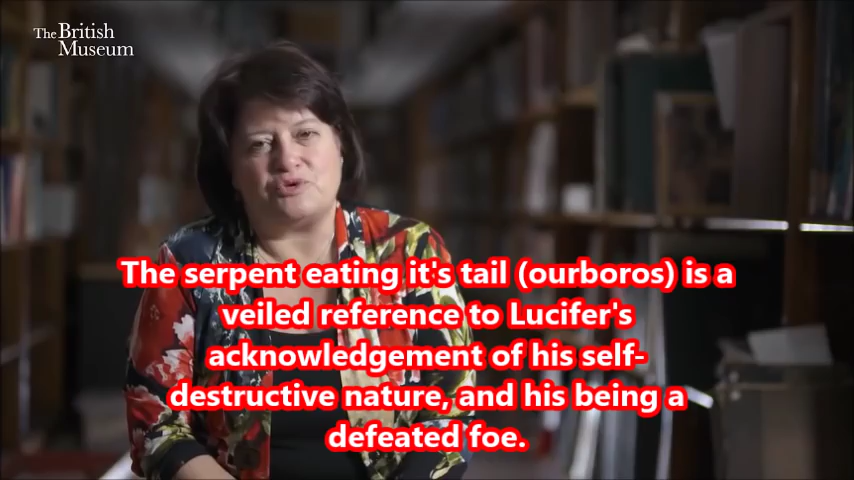 The British
Museum
The serpent eating it's tail (ourboros) is a
veiled reference to Lucifer's
acknowledgement of his self-
destructive nature, and his being a
defeated foe.